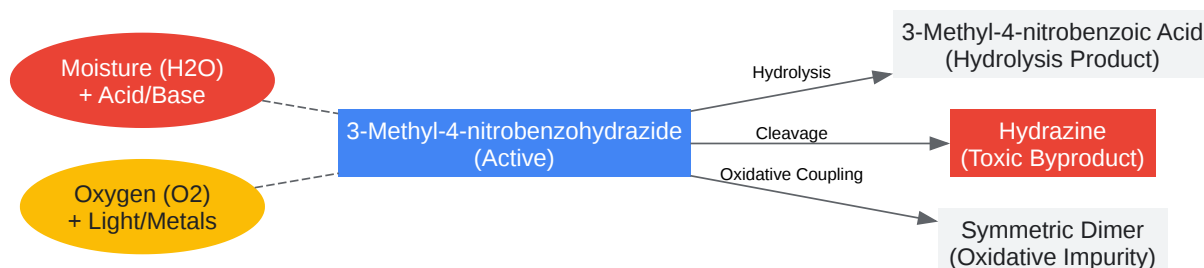 Moisture (H2O)
+ Acid/Base
Oxygen (O2)
+ Light/Metals
3-Methyl-4-nitrobenzohydrazide
(Active)
Hydrolysis
Cleavage
Oxidative Coupling
3-Methyl-4-nitrobenzoic Acid
(Hydrolysis Product)
Hydrazine
(Toxic Byproduct)
Symmetric Dimer
(Oxidative Impurity)